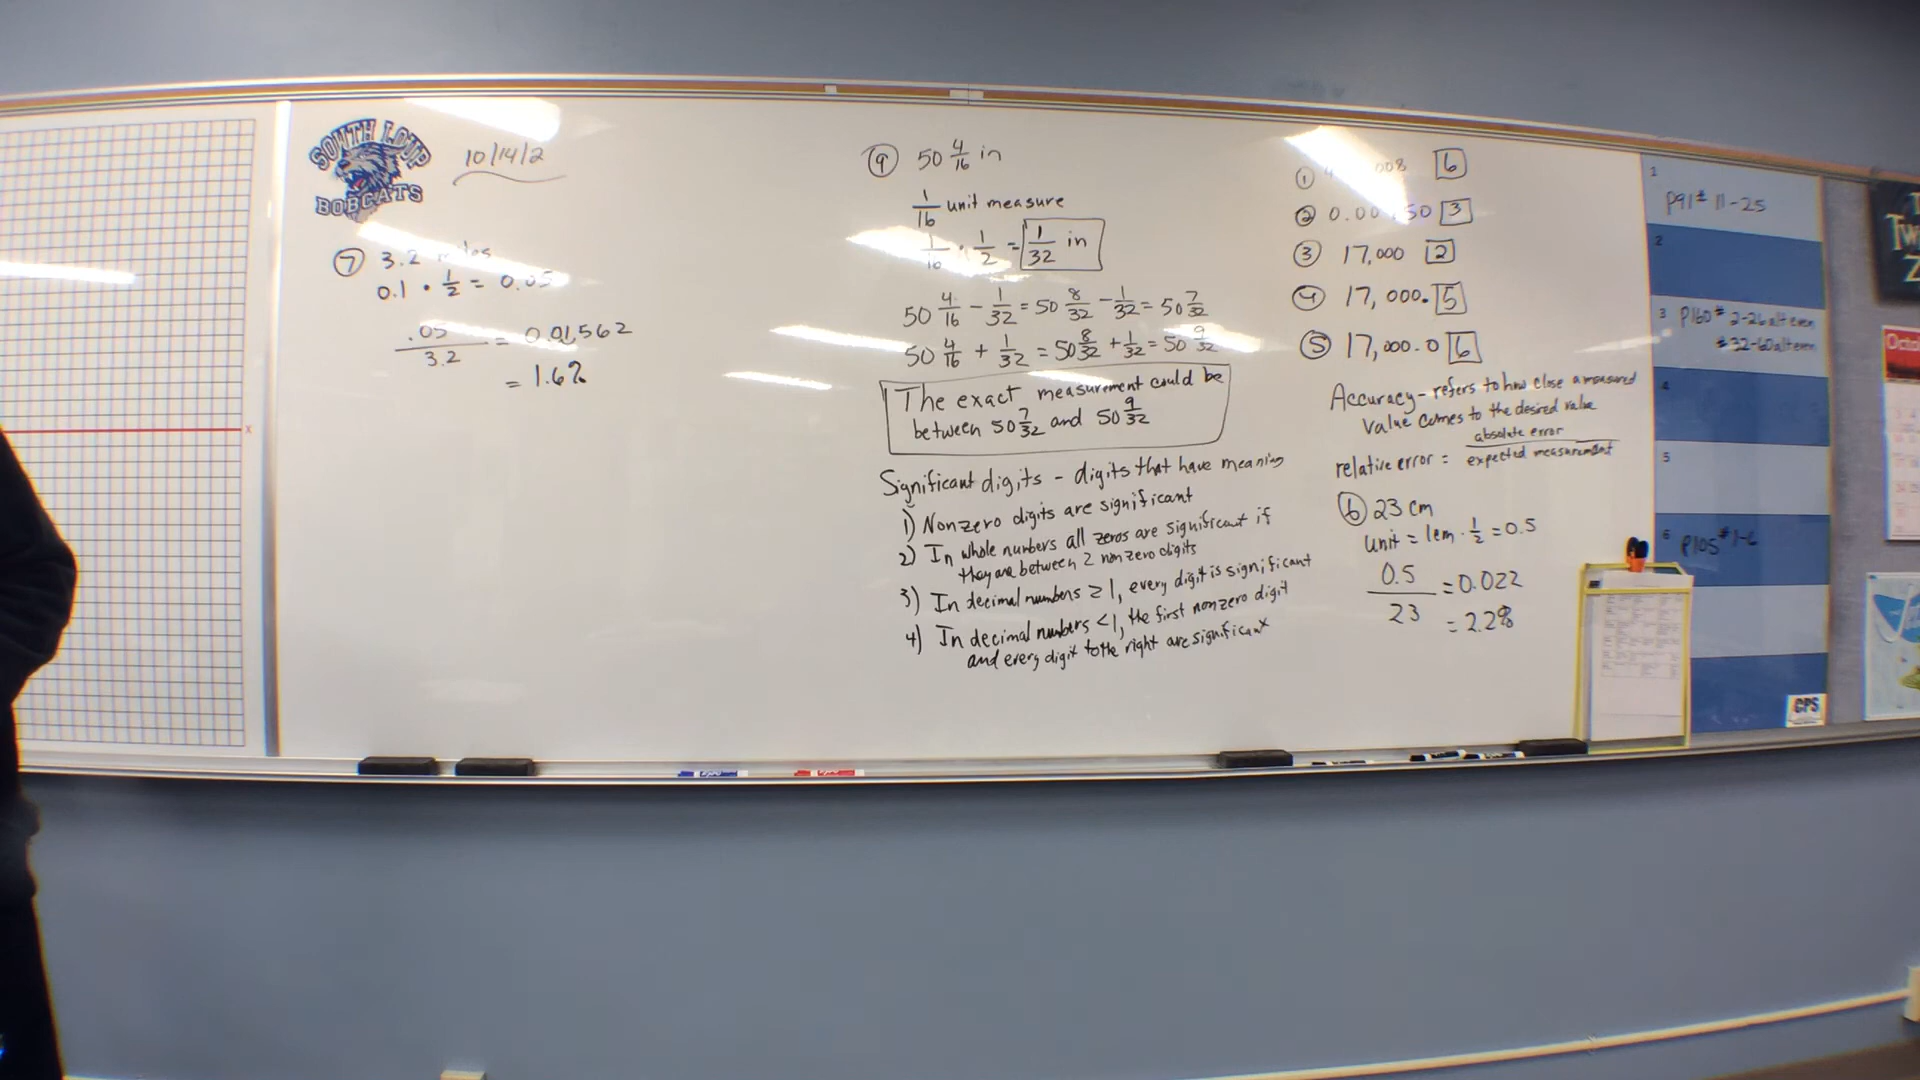 SOUTH LOUP
BOBCATS
10/14/2
⑦ 3.2
0.1 · 1/2 = 0.05
.05/3.2 = 0.01562
= 1.6%
⑨ 50 4/16 in
1/16 unit measure
1/16 · 1/2 = 1/32 in
50 4/16 - 1/32 = 50 8/32 - 1/32 = 50 7/32
50 4/16 + 1/32 = 50 8/32 + 1/32 = 50 9/32
The exact measurement could be
between 50 7/32 and 50 9/32
Significant digits - digits that have meaning
1) Nonzero digits are significant
2) In whole numbers all zeros are significant if
they are between 2 nonzero digits
3) In decimal numbers ≥ 1, every digit is significant
4) In decimal numbers < 1, the first nonzero digit
and every digit to the right are significant
① 008 6
② 0.00 50 3
③ 17,000 2
④ 17,000. 5
⑤ 17,000.0 6
Accuracy - refers to how close a measured
value comes to the desired value
relative error = absolute error/expected measurement
⑥ 23 cm
unit = 1cm · 1/2 = 0.5
0.5/23 = 0.022
= 2.2%
1
p91# 11-25
2
3 p160# 2-26 alt even
# 32-60 alt even
4
5
6 p105 # 1-6
GPS
x